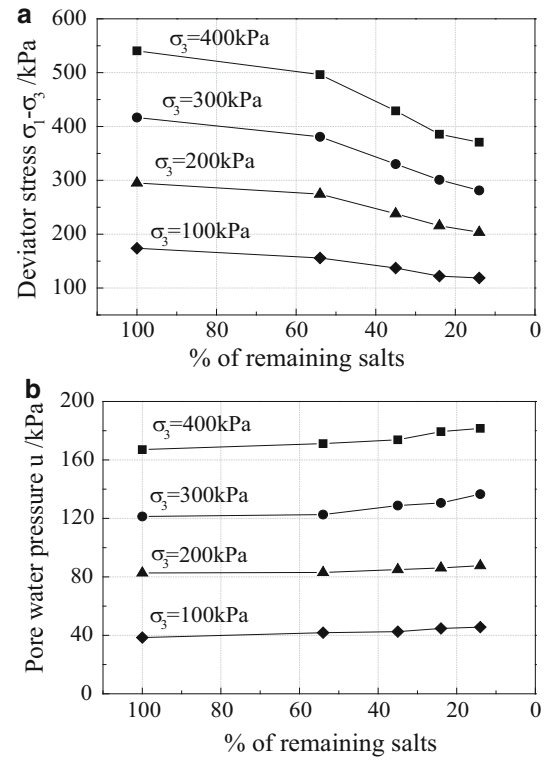 a
600
500
400
300
200
100
Deviator stress σ₁-σ₃ /kPa
σ₃=400kPa
σ₃=300kPa
σ₃=200kPa
σ₃=100kPa
100 80 60 40 20 0
% of remaining salts
b
180
160
120
80
40
0
Pore water pressure u /kPa
σ₃=400kPa
σ₃=300kPa
σ₃=200kPa
σ₃=100kPa
100 80 60 40 20 0
% of remaining salts